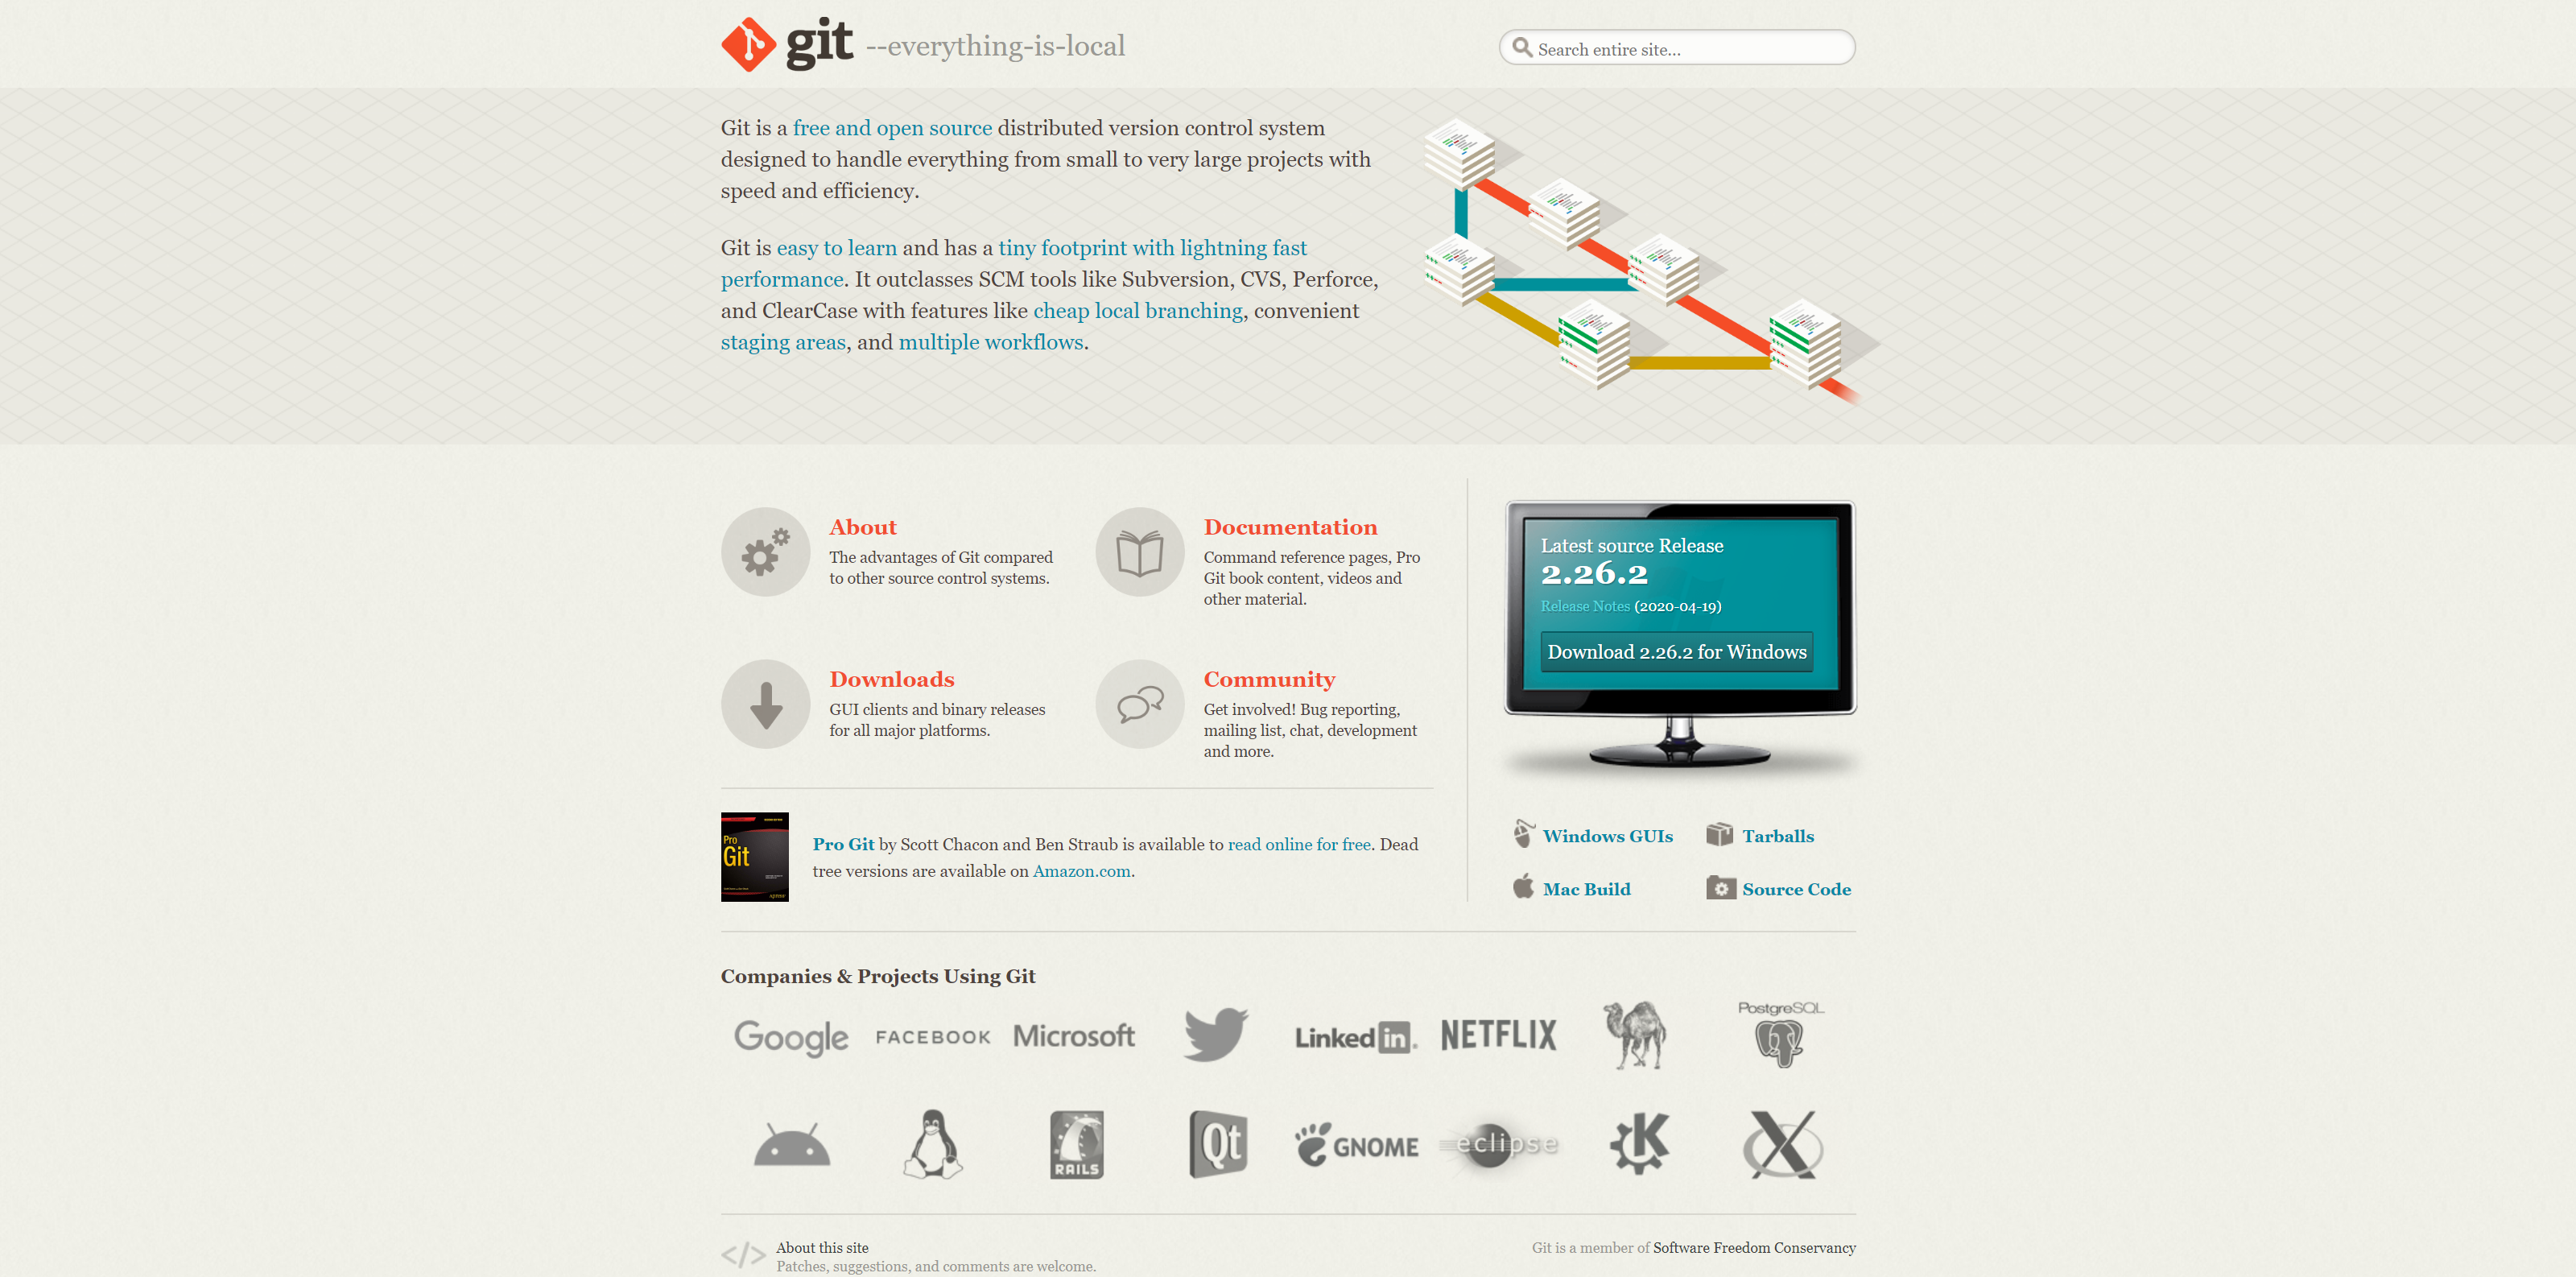 git --everything-is-local
Search entire site...
Git is a free and open source distributed version control system
designed to handle everything from small to very large projects with
speed and efficiency.
Git is easy to learn and has a tiny footprint with lightning fast
performance. It outclasses SCM tools like Subversion, CVS, Perforce,
and ClearCase with features like cheap local branching, convenient
staging areas, and multiple workflows.
About
The advantages of Git compared
to other source control systems.
Documentation
Command reference pages, Pro
Git book content, videos and
other material.
Downloads
GUI clients and binary releases
for all major platforms.
Community
Get involved! Bug reporting,
mailing list, chat, development
and more.
Pro
Git
Pro Git by Scott Chacon and Ben Straub is available to read online for free. Dead
tree versions are available on Amazon.com.
Latest source Release
2.26.2
Release Notes (2020-04-19)
Download 2.26.2 for Windows
Windows GUIs
Tarballs
Mac Build
Source Code
Companies & Projects Using Git
Google
FACEBOOK
Microsoft
Linked in
NETFLIX
PostgreSQL
RAILS
Qt
GNOME
eclipse
K
X
</> About this site
Patches, suggestions, and comments are welcome.
Git is a member of Software Freedom Conservancy